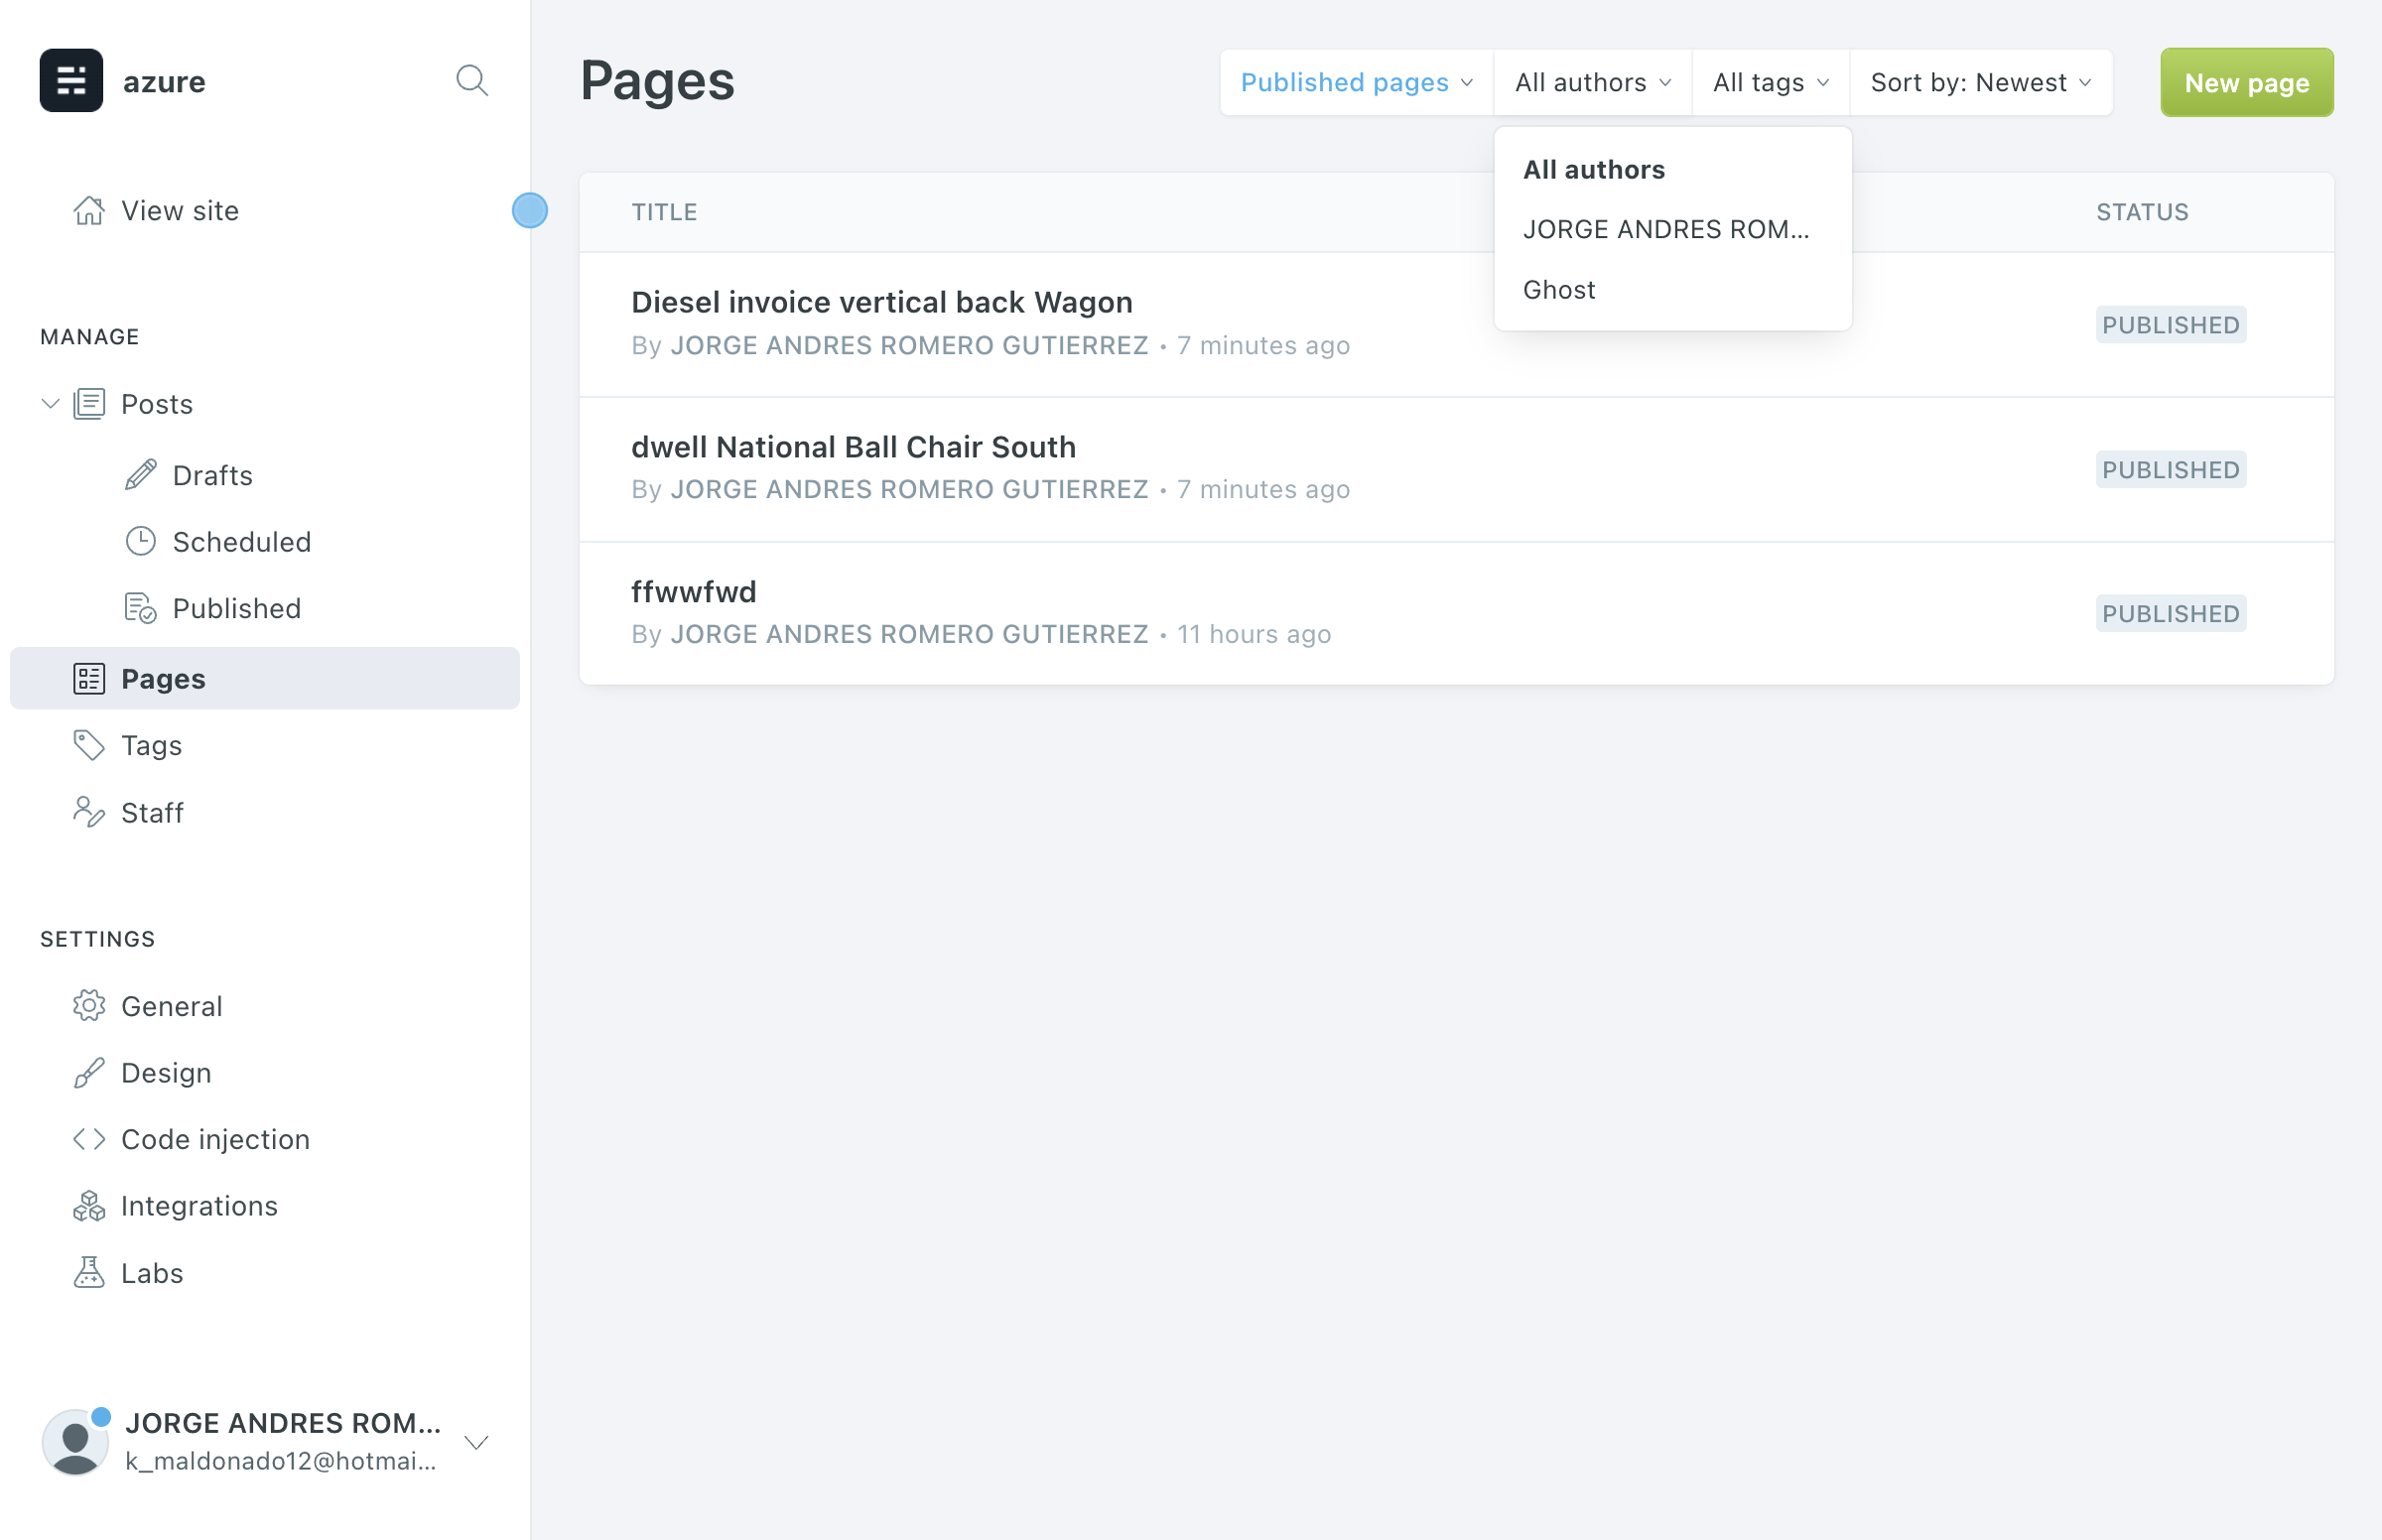 azure
View site
MANAGE
Posts
Drafts
Scheduled
Published
Pages
Tags
Staff
SETTINGS
General
Design
Code injection
Integrations
Labs
JORGE ANDRES ROM...
k_maldonado12@hotmai...
Pages
Published pages
All authors
All tags
Sort by: Newest
New page
All authors
JORGE ANDRES ROM...
Ghost
TITLE
STATUS
Diesel invoice vertical back Wagon
By JORGE ANDRES ROMERO GUTIERREZ • 7 minutes ago
PUBLISHED
dwell National Ball Chair South
By JORGE ANDRES ROMERO GUTIERREZ • 7 minutes ago
PUBLISHED
ffwwfwd
By JORGE ANDRES ROMERO GUTIERREZ • 11 hours ago
PUBLISHED